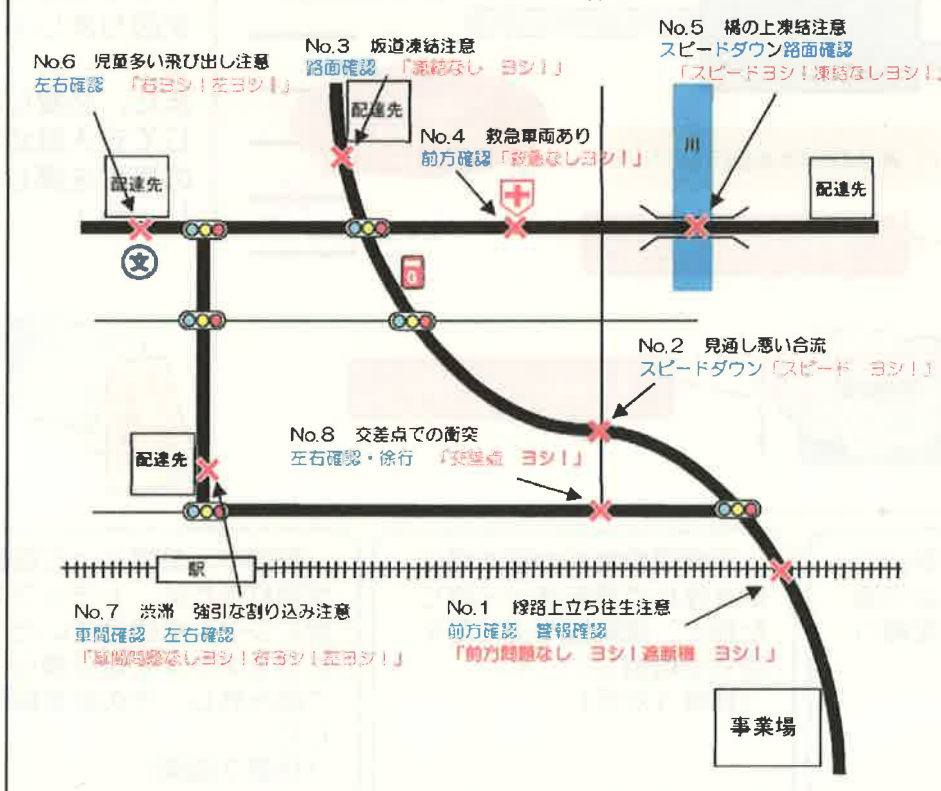 No.5 橋の上凍結注意
スピードダウン 路面確認
「スピードヨシ!凍結なしヨシ!」
No.3 坂道凍結注意
路面確認 「凍結なし ヨシ!」
No.6 児童多い飛び出し注意
左右確認 「右ヨシ!左ヨシ!」
配達先
No.4 救急車両あり
前方確認「救急なしヨシ!」
川
配達先
配達先
文
G
No.2 見通し悪い合流
スピードダウン「スピード ヨシ!」
No.8 交差点での衝突
左右確認・徐行 「交差点 ヨシ!」
配達先
駅
No.7 渋滞 強引な割り込み注意
車間確認 左右確認
「車間問題なしヨシ!右ヨシ!左ヨシ!」
No.1 線路上立ち往生注意
前方確認 警報確認
「前方問題なし ヨシ!遮断機 ヨシ!」
事業場